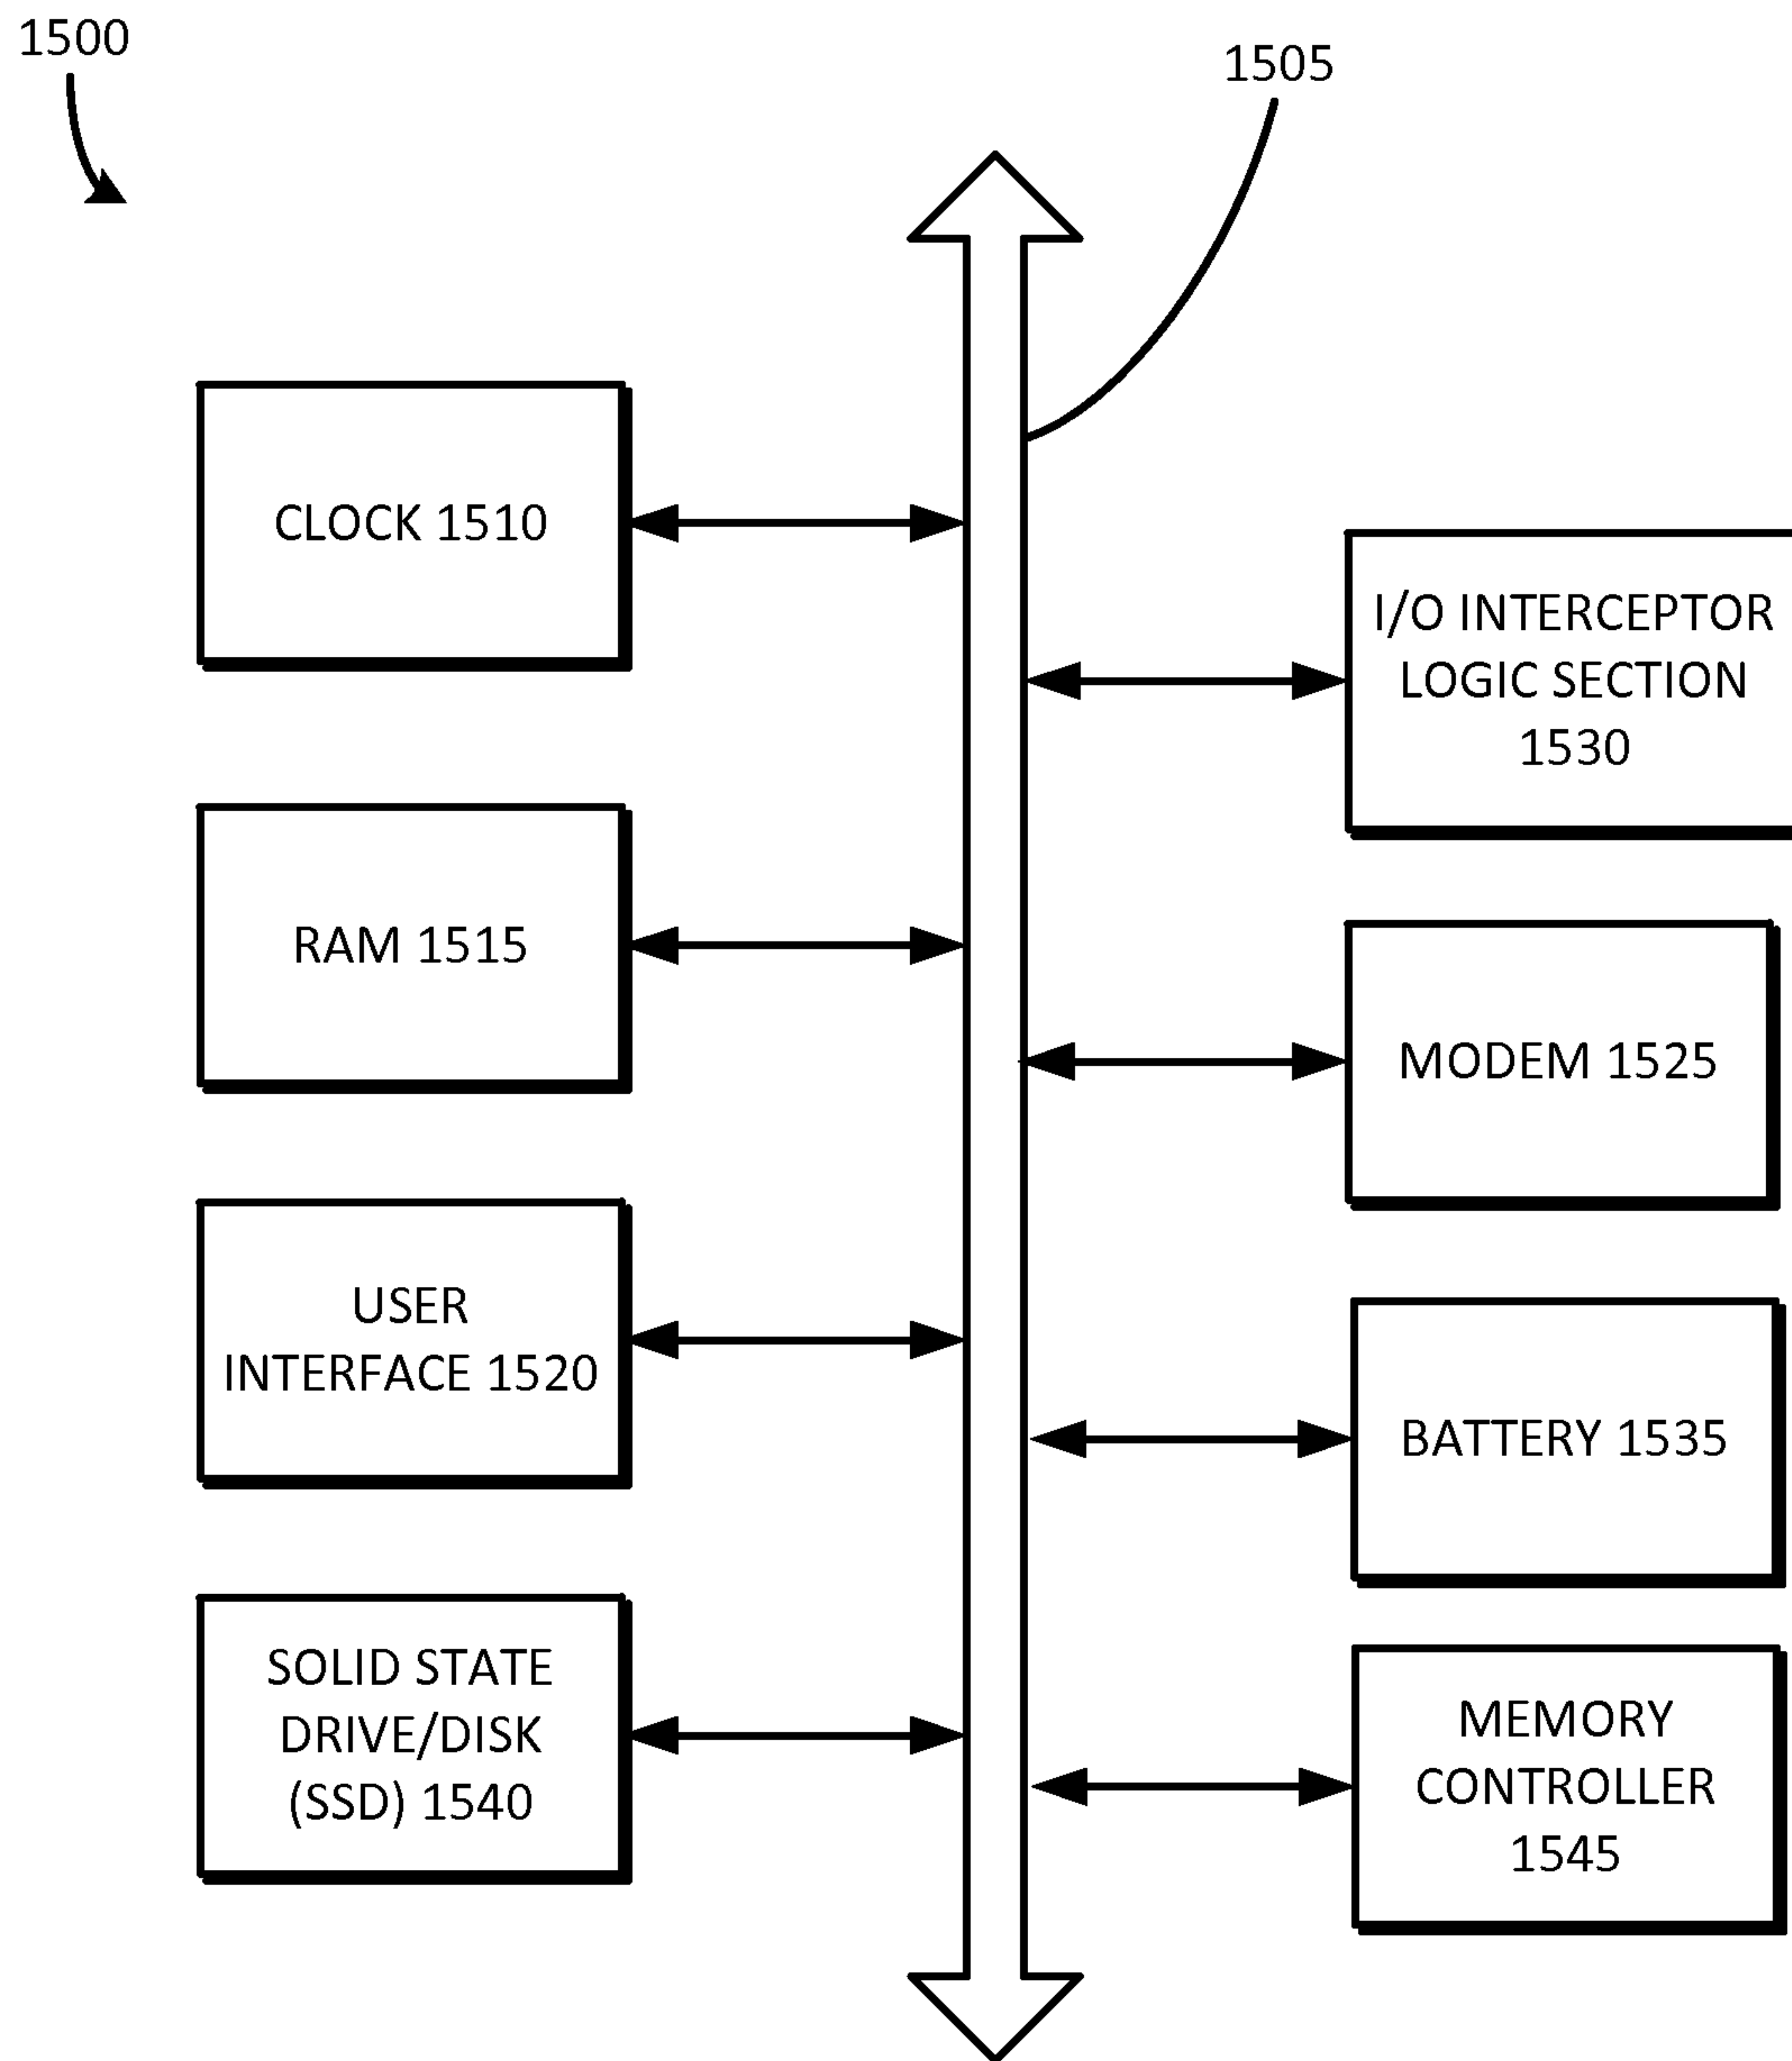 1500
1505
CLOCK 1510
I/O INTERCEPTOR
LOGIC SECTION
1530
RAM 1515
MODEM 1525
USER
INTERFACE 1520
BATTERY 1535
SOLID STATE
DRIVE/DISK
(SSD) 1540
MEMORY
CONTROLLER
1545